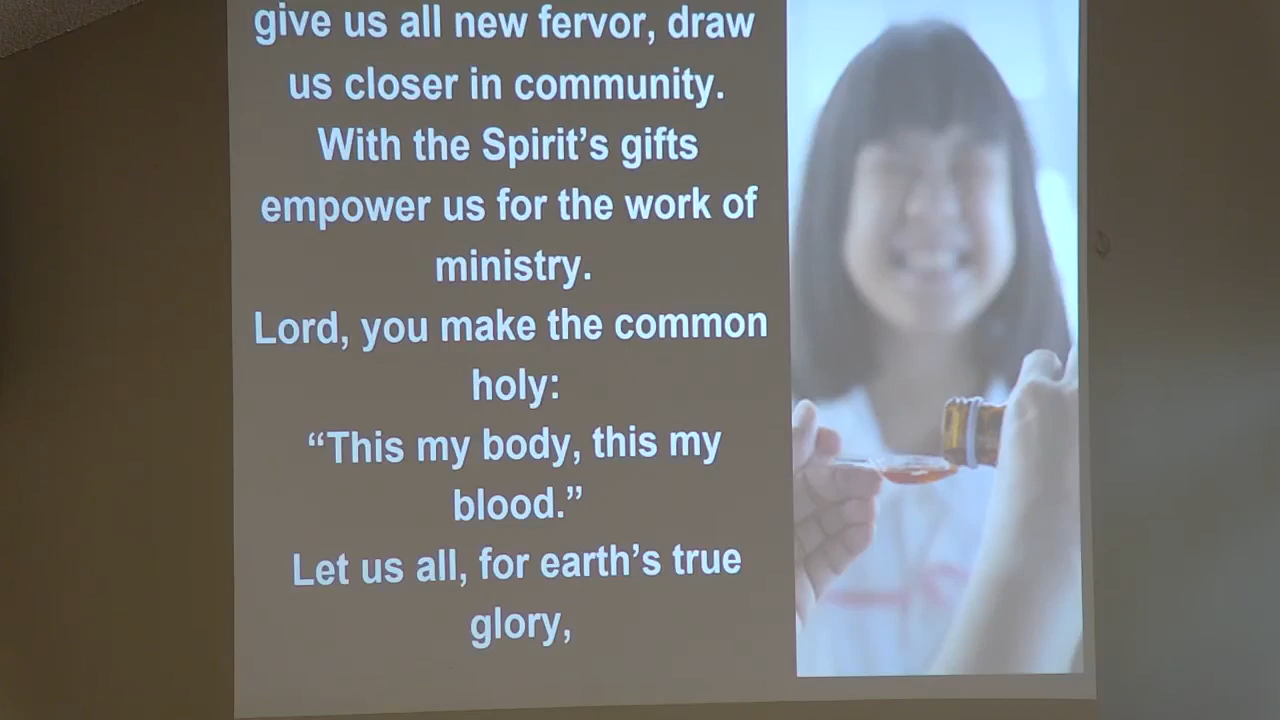 give us all new fervor, draw
us closer in community.
With the Spirit’s gifts
empower us for the work of
ministry.
Lord, you make the common
holy:
“This my body, this my
blood.”
Let us all, for earth’s true
glory,